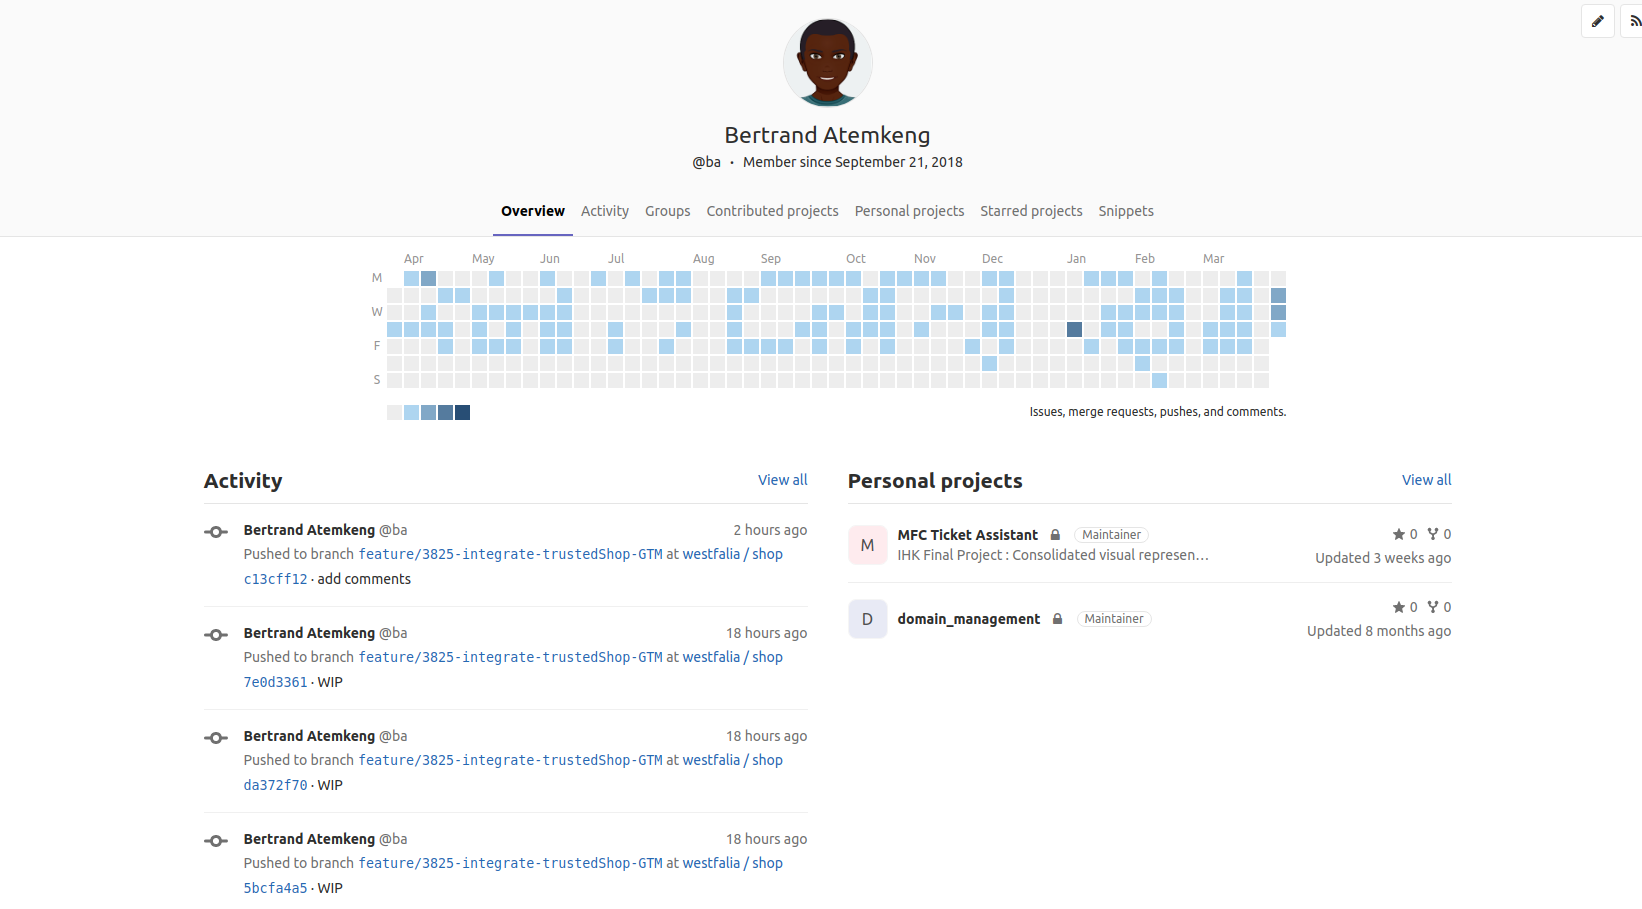 Bertrand Atemkeng
@ba · Member since September 21, 2018
Overview Activity Groups Contributed projects Personal projects Starred projects Snippets
Apr May Jun Jul Aug Sep Oct Nov Dec Jan Feb Mar
M
W
F
S
Issues, merge requests, pushes, and comments.
Activity View all
Bertrand Atemkeng @ba 2 hours ago
Pushed to branch feature/3825-integrate-trustedShop-GTM at westfalia / shop
c13cff12 · add comments
Bertrand Atemkeng @ba 18 hours ago
Pushed to branch feature/3825-integrate-trustedShop-GTM at westfalia / shop
7e0d3361 · WIP
Bertrand Atemkeng @ba 18 hours ago
Pushed to branch feature/3825-integrate-trustedShop-GTM at westfalia / shop
da372f70 · WIP
Bertrand Atemkeng @ba 18 hours ago
Pushed to branch feature/3825-integrate-trustedShop-GTM at westfalia / shop
5bcfa4a5 · WIP
Personal projects View all
M MFC Ticket Assistant Maintainer 0 0
IHK Final Project : Consolidated visual represen… Updated 3 weeks ago
D domain_management Maintainer 0 0
Updated 8 months ago